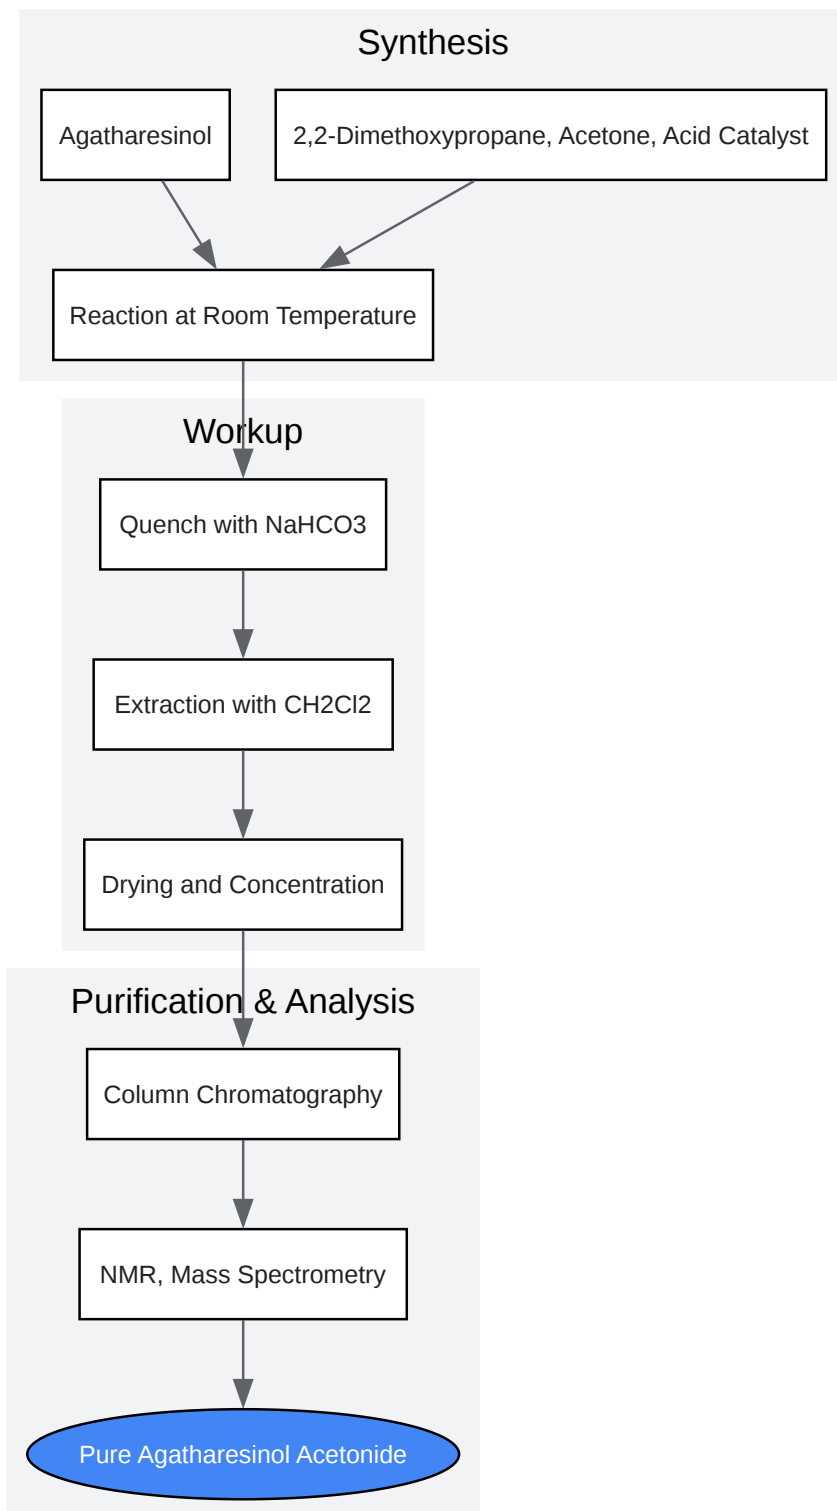 Synthesis
Agatharesinol
2,2-Dimethoxypropane, Acetone, Acid Catalyst
Reaction at Room Temperature
Workup
Quench with NaHCO3
Extraction with CH2Cl2
Drying and Concentration
Purification & Analysis
Column Chromatography
NMR, Mass Spectrometry
Pure Agatharesinol Acetonide